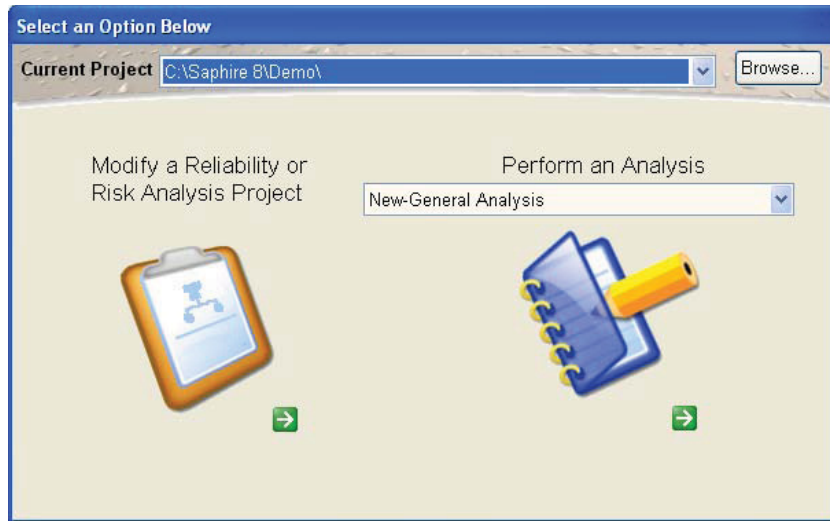 Select an Option Below
Current Project C:\Saphire 8\Demo\ Browse...
Modify a Reliability or
Risk Analysis Project
Perform an Analysis
New-General Analysis